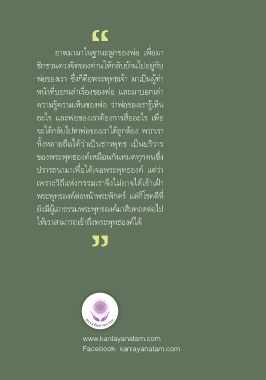 “
อาตมามาในฐานะลูกของพ่อ เพื่อมา
ชักชวนดวงจิตของท่านให้กลับบ้านไปอยู่กับ
พ่อของเรา ซึ่งก็คือพระพุทธเจ้า มาเป็นผู้ทำ
หน้าที่บอกเล่าเรื่องของพ่อ และมาบอกเล่า
ความรู้ความเห็นของพ่อ ว่าพ่อของเรารู้เห็น
อะไร และพ่อของเราต้องการสื่ออะไร เพื่อ
จะได้กลับไปหาพ่อของเราได้ถูกต้อง พวกเรา
ทั้งหลายถือได้ว่าเป็นชาวพุทธ เป็นบริวาร
ของพระพุทธองค์เหมือนกันหมดทุกคนซึ่ง
ปรารถนามาเพื่อได้เจอพระพุทธองค์ แต่ว่า
เพราะวิถีแห่งกรรมเราจึงไม่อาจได้เข้าเฝ้า
พระพุทธองค์ต่อหน้าพระพักตร์ แต่ก็โชคดีที่
ยังมีผู้เอาธรรมพระพุทธองค์มาสืบทอดต่อไป
ให้เราสามารถเข้าถึงพระพุทธองค์ได้
”
www.kanlayanatam.com
Facebook: kanlayanatam.com